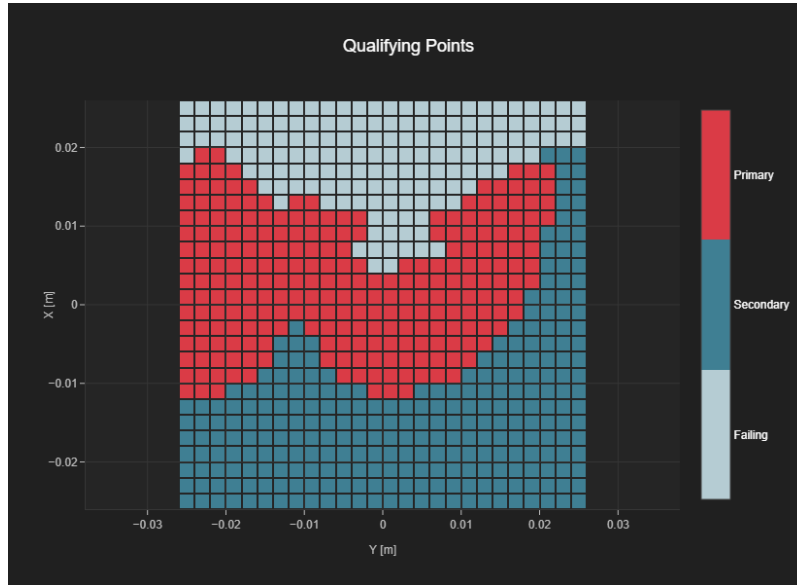 Qualifying Points
Primary
Secondary
Failing
0.02
0.01
0
−0.01
−0.02
X [m]
−0.03
−0.02
−0.01
0
0.01
0.02
0.03
Y [m]